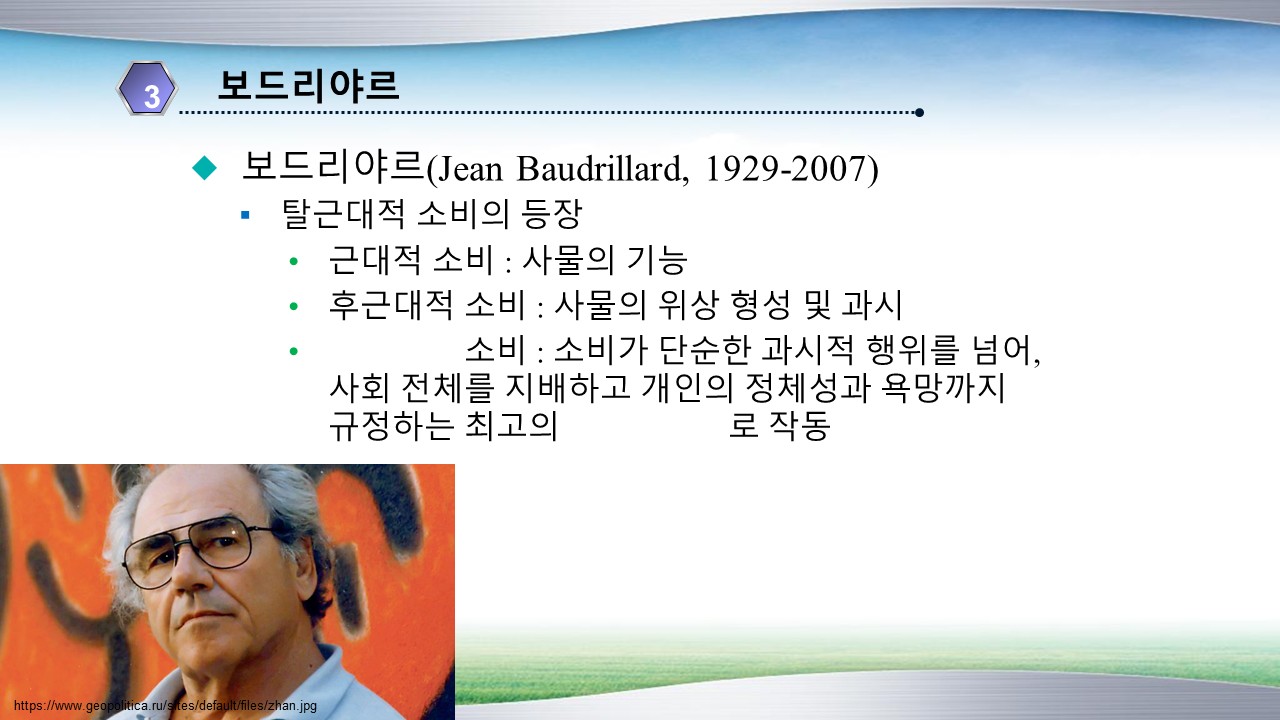 3
보드리야르
보드리야르(Jean Baudrillard, 1929-2007)
탈근대적 소비의 등장
근대적 소비 : 사물의 기능
후근대적 소비 : 사물의 위상 형성 및 과시
소비 : 소비가 단순한 과시적 행위를 넘어,
사회 전체를 지배하고 개인의 정체성과 욕망까지
규정하는 최고의 로 작동
https://www.geopolitica.ru/sites/default/files/zhan.jpg